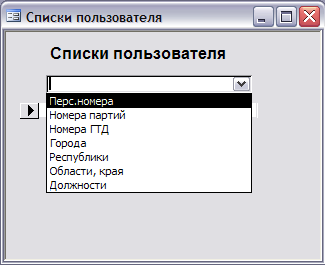 Списки пользователя
Списки пользователя
Перс.номера
Номера партий
Номера ГТД
Города
Республики
Области, края
Должности